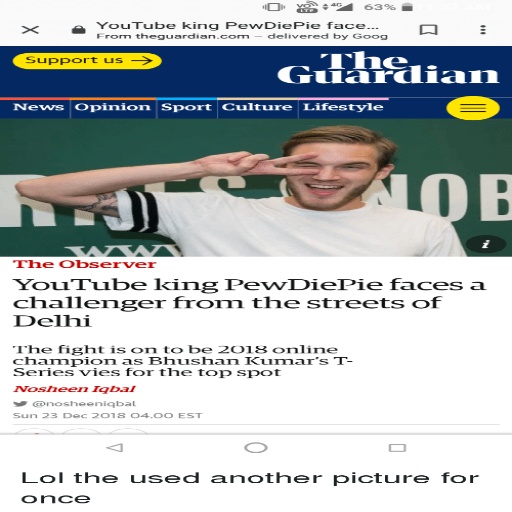 63%
YouTube king PewDiePie face...
From theguardian.com – delivered by Goog
Support us
The
Guardian
News Opinion Sport Culture Lifestyle
NOB
WWW
i
The Observer
YouTube king PewDiePie faces a
challenger from the streets of
Delhi
The fight is on to be 2018 online
champion as Bhushan Kumar's T-
Series vies for the top spot
Nosheen Iqbal
@nosheeniqbal
Sun 23 Dec 2018 04.00 EST
Lol the used another picture for
once